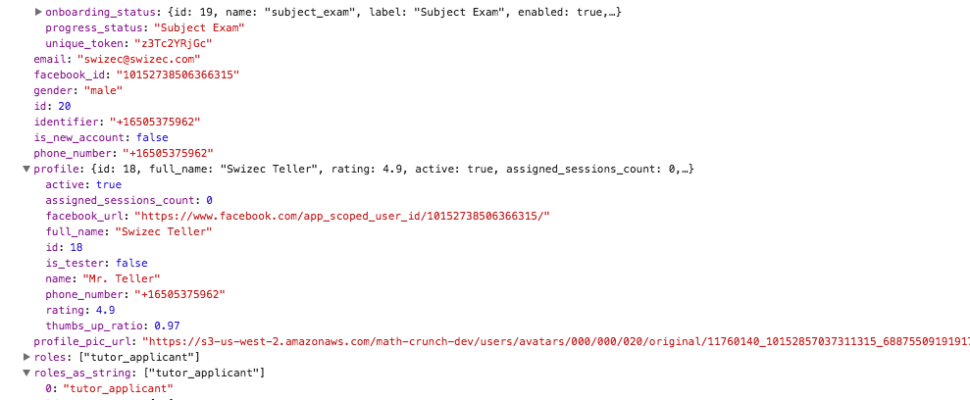 ▶ onboarding_status: {id: 19, name: "subject_exam", label: "Subject Exam", enabled: true,…}
progress_status: "Subject Exam"
unique_token: "z3Tc2YRjGc"
email: "swizec@swizec.com"
facebook_id: "10152738506366315"
gender: "male"
id: 20
identifier: "+16505375962"
is_new_account: false
phone_number: "+16505375962"
▼ profile: {id: 18, full_name: "Swizec Teller", rating: 4.9, active: true, assigned_sessions_count: 0,…}
active: true
assigned_sessions_count: 0
facebook_url: "https://www.facebook.com/app_scoped_user_id/10152738506366315/"
full_name: "Swizec Teller"
id: 18
is_tester: false
name: "Mr. Teller"
phone_number: "+16505375962"
rating: 4.9
thumbs_up_ratio: 0.97
profile_pic_url: "https://s3-us-west-2.amazonaws.com/math-crunch-dev/users/avatars/000/000/020/original/11760140_10152857037311315_6887550919191
▶ roles: ["tutor_applicant"]
▼ roles_as_string: ["tutor_applicant"]
0: "tutor_applicant"